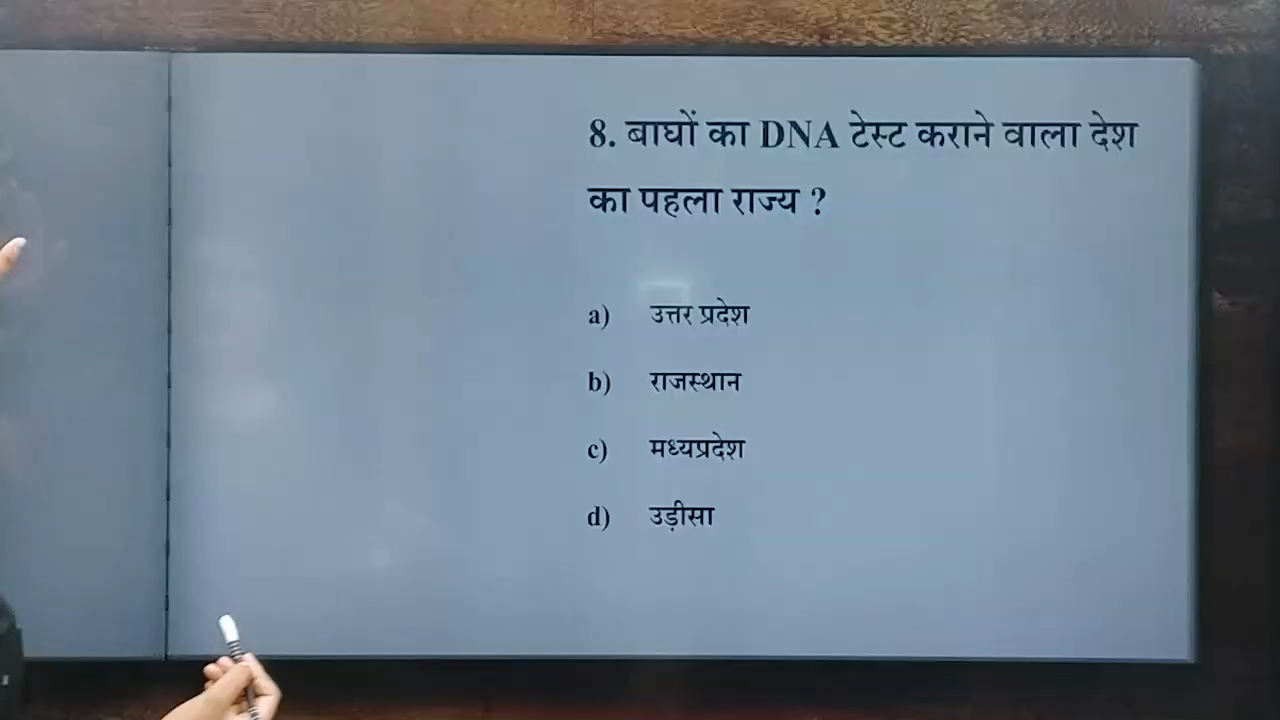 8. बाघों का DNA टेस्ट कराने वाला देश
का पहला राज्य ?
a) उत्तर प्रदेश
b) राजस्थान
c) मध्यप्रदेश
d) उड़ीसा